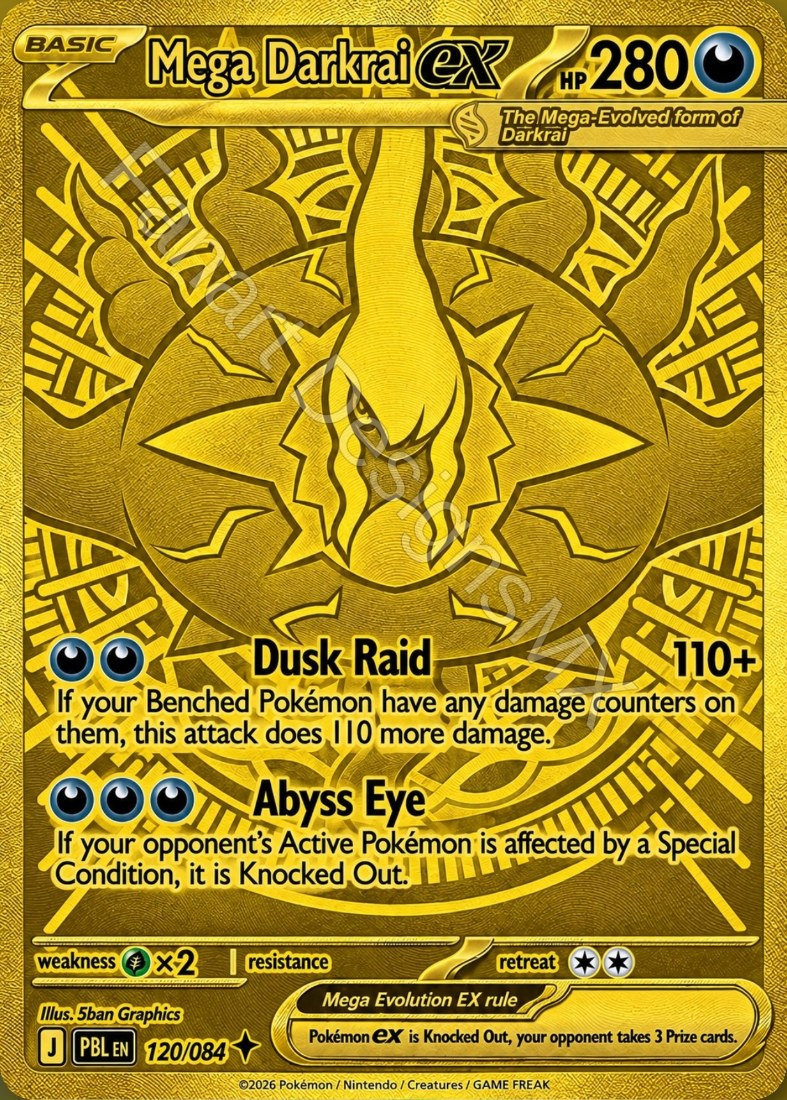 BASIC
Mega Darkrai ex HP 280
The Mega-Evolved form of
Darkrai
Fanart DesignsMX
Dusk Raid 110+
If your Benched Pokémon have any damage counters on
them, this attack does 110 more damage.
Abyss Eye
If your opponent's Active Pokémon is affected by a Special
Condition, it is Knocked Out.
weakness ×2 resistance retreat
Illus. 5ban Graphics
Mega Evolution EX rule
Pokémon ex is Knocked Out, your opponent takes 3 Prize cards.
J PBL EN 120/084
©2026 Pokémon / Nintendo / Creatures / GAME FREAK